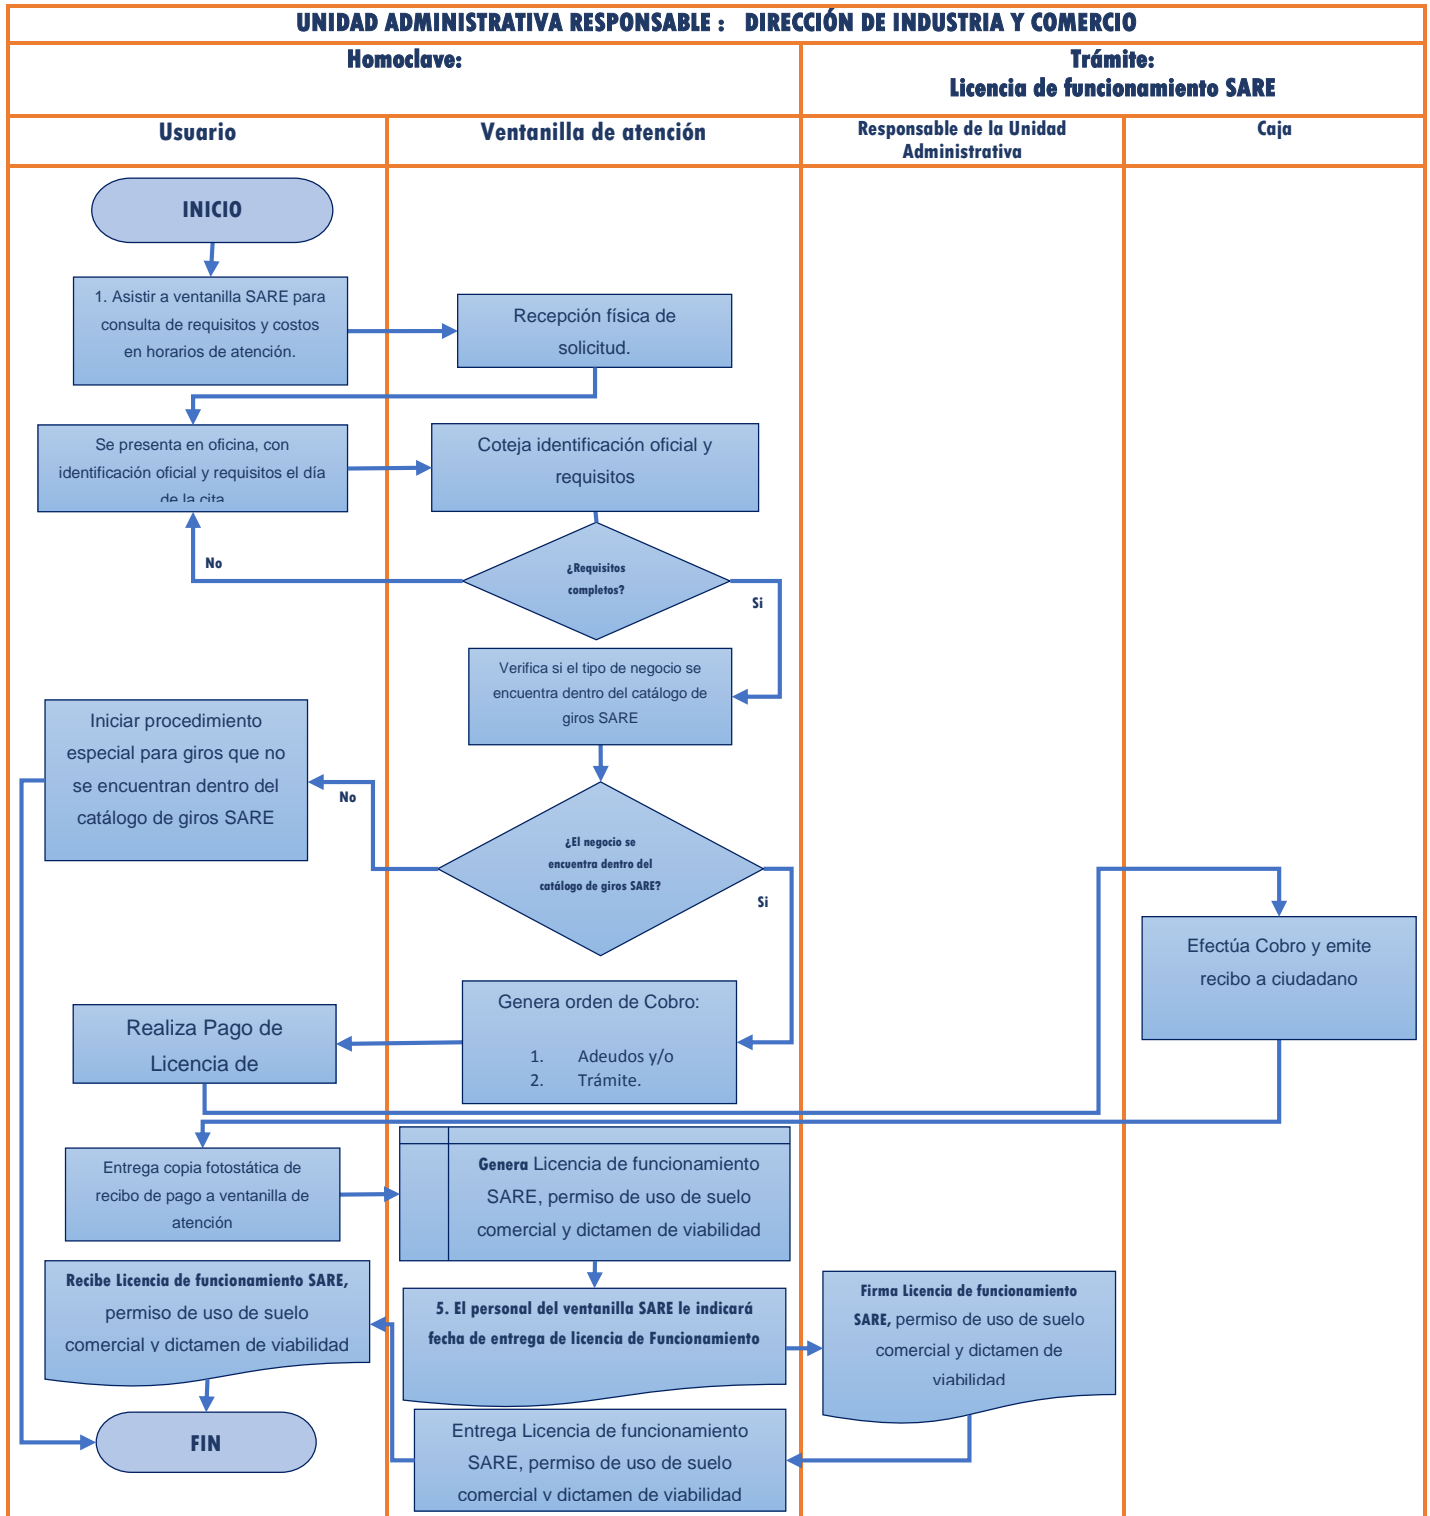 UNIDAD ADMINISTRATIVA RESPONSABLE : DIRECCIÓN DE INDUSTRIA Y COMERCIO
Homoclave:
Trámite:
Licencia de funcionamiento SARE
Usuario
Ventanilla de atención
Responsable de la Unidad
Administrativa
Caja
INICIO
1. Asistir a ventanilla SARE para
consulta de requisitos y costos
en horarios de atención.
Recepción física de
solicitud.
Se presenta en oficina, con
identificación oficial y requisitos el día
de la cita
Coteja identificación oficial y
requisitos
¿Requisitos
completos?
No
Si
Verifica si el tipo de negocio se
encuentra dentro del catálogo de
giros SARE
Iniciar procedimiento
especial para giros que no
se encuentran dentro del
catálogo de giros SARE
No
¿El negocio se
encuentra dentro del
catálogo de giros SARE?
Si
Efectúa Cobro y emite
recibo a ciudadano
Genera orden de Cobro:
1. Adeudos y/o
2. Trámite.
Realiza Pago de
Licencia de
Entrega copia fotostática de
recibo de pago a ventanilla de
atención
Genera Licencia de funcionamiento
SARE, permiso de uso de suelo
comercial y dictamen de viabilidad
Recibe Licencia de funcionamiento SARE,
permiso de uso de suelo
comercial y dictamen de viabilidad
5. El personal del ventanilla SARE le indicará
fecha de entrega de licencia de Funcionamiento
Firma Licencia de funcionamiento
SARE, permiso de uso de suelo
comercial y dictamen de
viabilidad
FIN
Entrega Licencia de funcionamiento
SARE, permiso de uso de suelo
comercial y dictamen de viabilidad